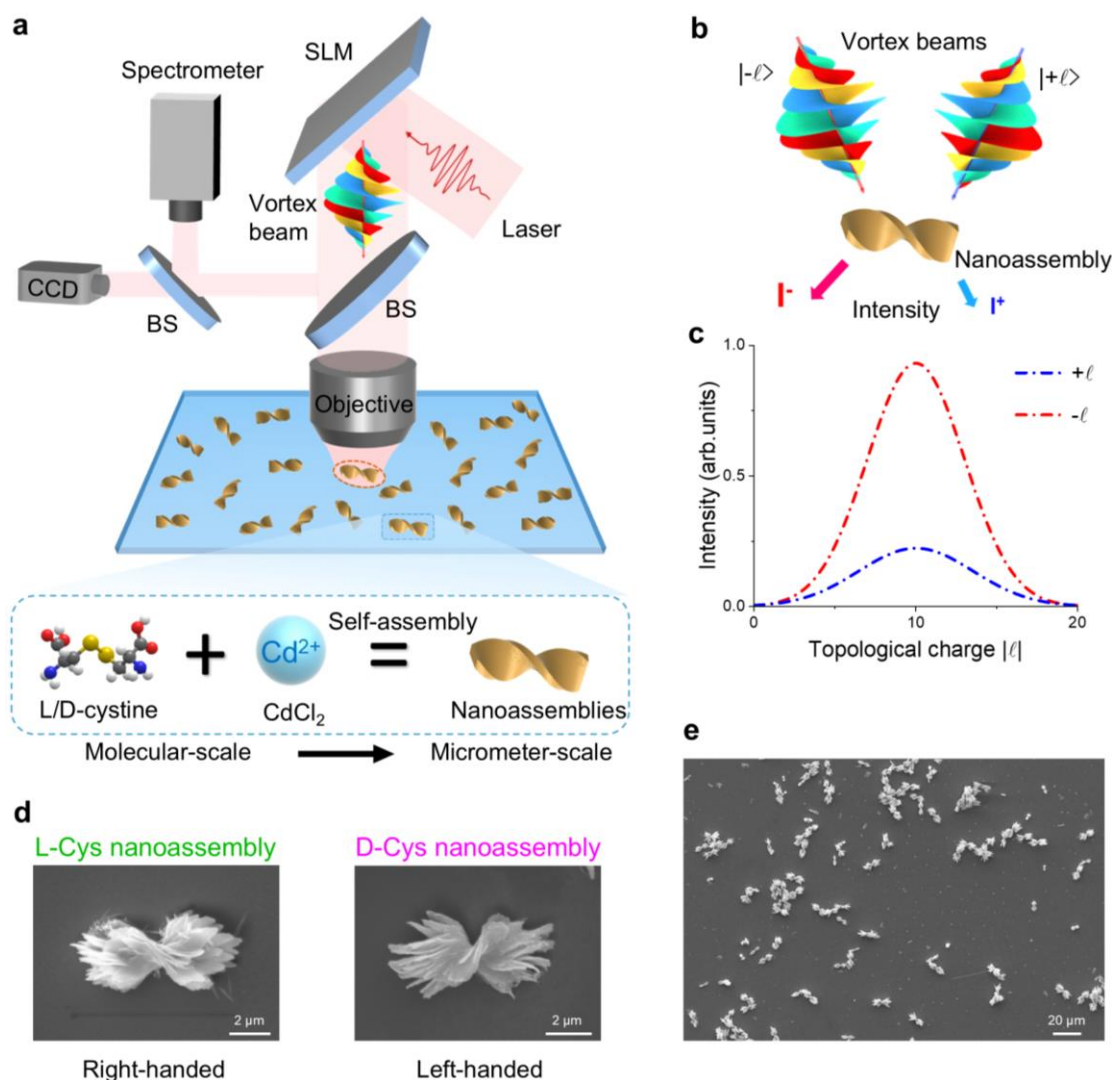 a
SLM
Spectrometer
Vortex
beam
Laser
CCD
BS
BS
Objective
Self-assembly
+
Cd2+
=
L/D-cystine
CdCl2
Nanoassemblies
Molecular-scale
Micrometer-scale
b
Vortex beams
|-ℓ>
|+ℓ>
Nanoassembly
I-
Intensity
I+
c
1.0
0.5
0.0
Intensity (arb.units)
+ℓ
-ℓ
0
10
20
Topological charge |ℓ|
d
L-Cys nanoassembly
D-Cys nanoassembly
2 μm
2 μm
Right-handed
Left-handed
e
20 μm